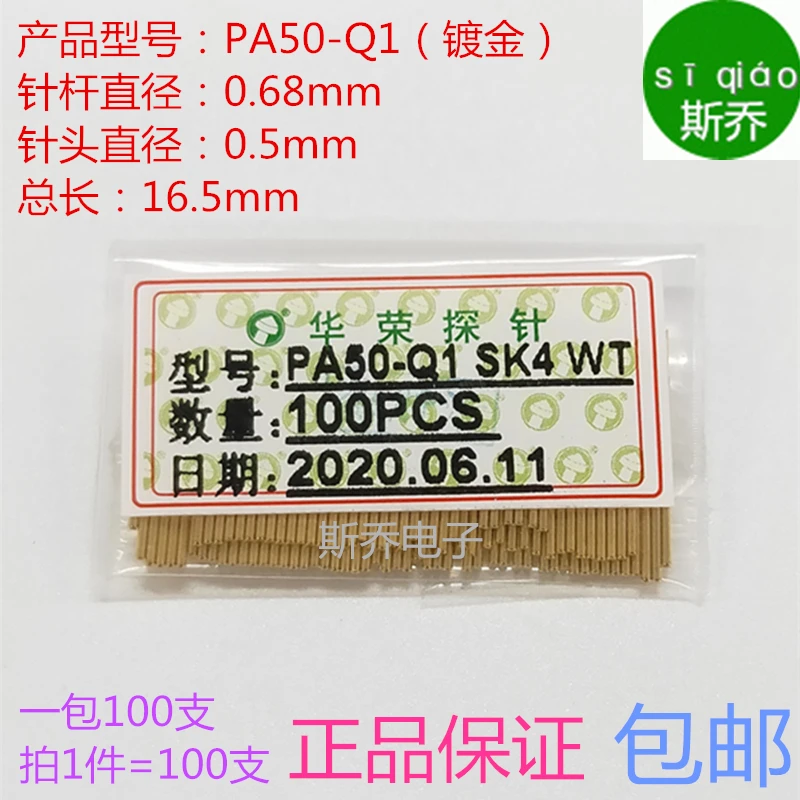 产品型号：PA50-Q1（镀金）
针杆直径：0.68mm
针头直径：0.5mm
总长：16.5mm
sī qiáo
斯乔
华荣探针
型号:PA50-Q1 SK4 WT
数量:100PCS
日期:2020.06.11
斯乔电子
一包100支
拍1件=100支
正品保证
包邮